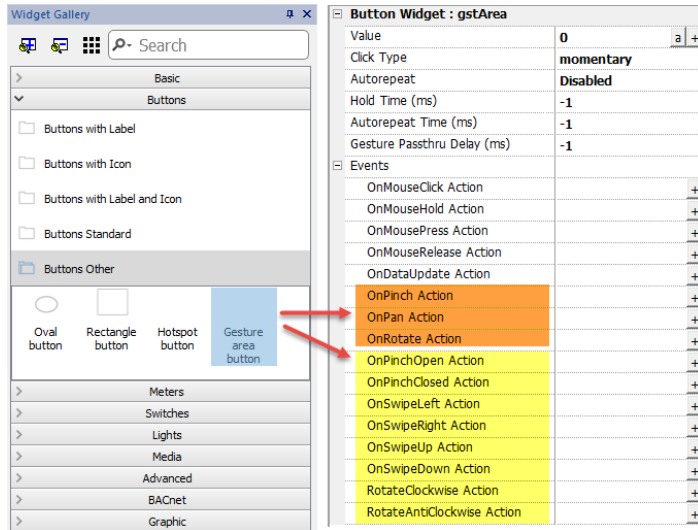 Widget Gallery
Search
Basic
Buttons
Buttons with Label
Buttons with Icon
Buttons with Label and Icon
Buttons Standard
Buttons Other
Oval button
Rectangle button
Hotspot button
Gesture area button
Meters
Switches
Lights
Media
Advanced
BACnet
Graphic
Button Widget : gstArea
Value 0 a +
Click Type momentary
Autorepeat Disabled
Hold Time (ms) -1
Autorepeat Time (ms) -1
Gesture Passthru Delay (ms) -1
Events
OnMouseClick Action +
OnMouseHold Action +
OnMousePress Action +
OnMouseRelease Action +
OnDataUpdate Action +
OnPinch Action +
OnPan Action +
OnRotate Action +
OnPinchOpen Action +
OnPinchClosed Action +
OnSwipeLeft Action +
OnSwipeRight Action +
OnSwipeUp Action +
OnSwipeDown Action +
RotateClockwise Action +
RotateAntiClockwise Action +